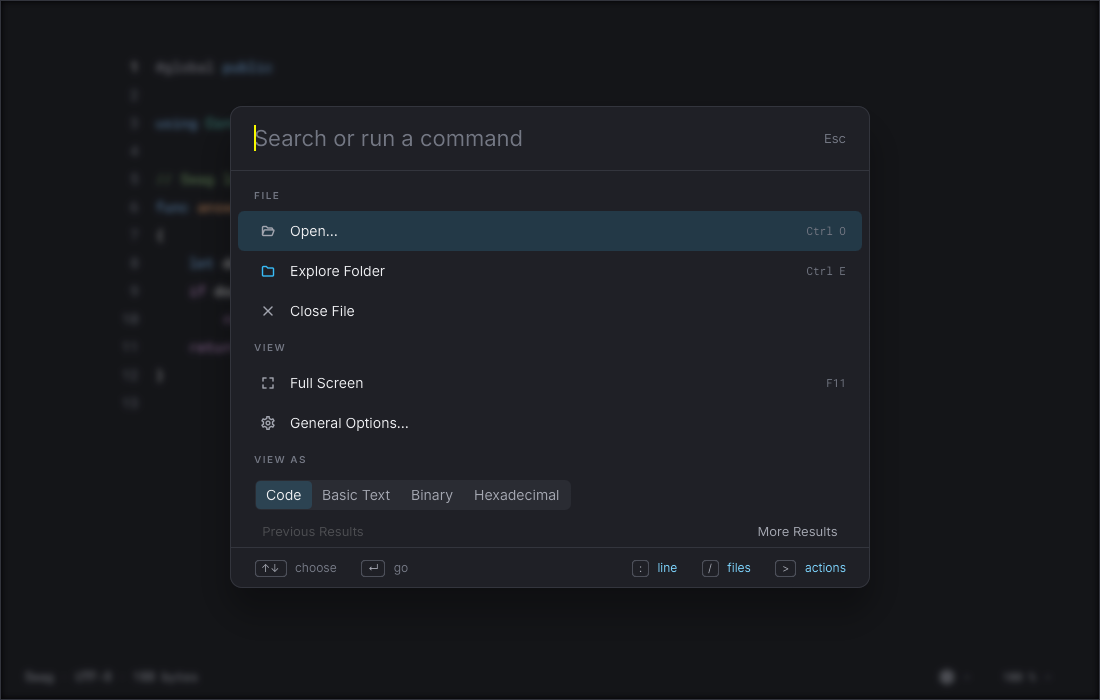 Search or run a command Esc
FILE
Open... Ctrl O
Explore Folder Ctrl E
Close File
VIEW
Full Screen F11
General Options...
VIEW AS
Code Basic Text Binary Hexadecimal
Previous Results More Results
↑↓ choose ↵ go : line / files > actions